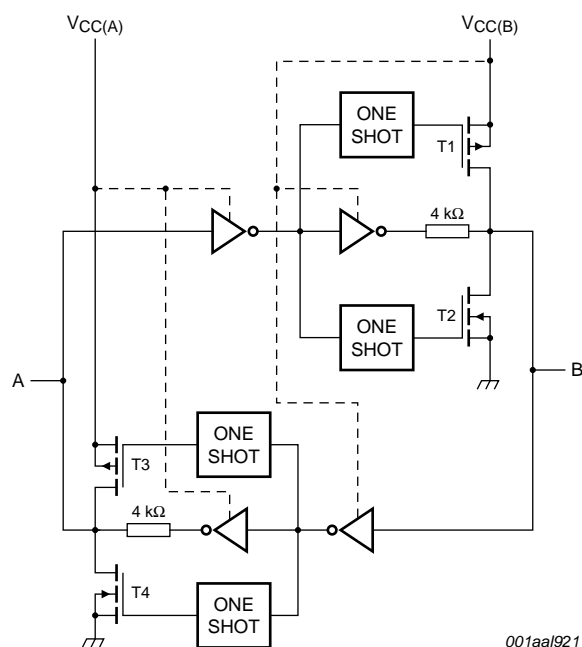 VCC(A)
VCC(B)
ONE
SHOT
T1
4 kΩ
ONE
SHOT
T2
A
B
ONE
SHOT
T3
4 kΩ
ONE
SHOT
T4
001aal921